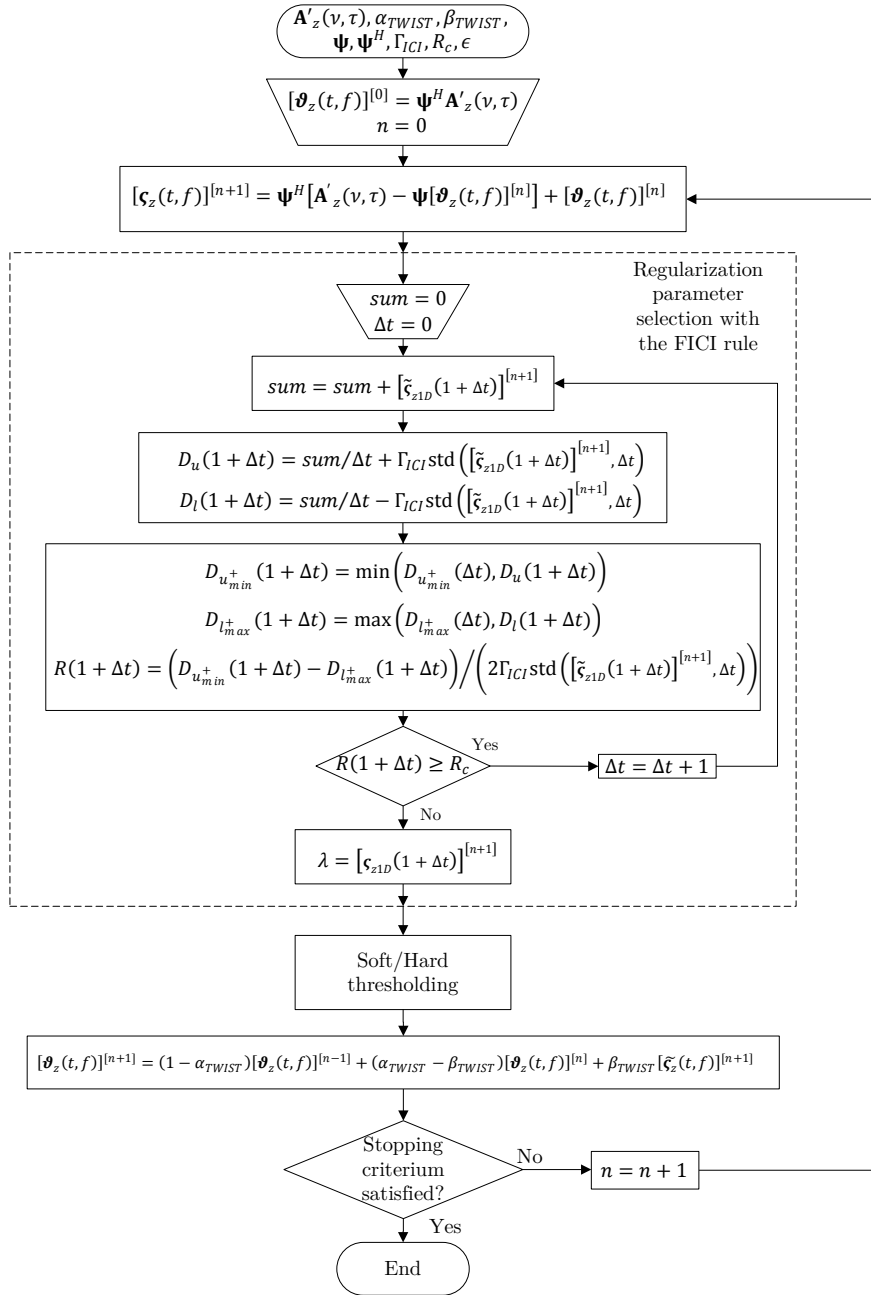 𝐀′_z(ν, τ), α_TWIST, β_TWIST,
𝛙, 𝛙^H, Γ_ICI, R_c, ϵ
[𝝑_z(t, f)]^[0] = 𝛙^H 𝐀′_z(ν, τ)
n = 0
[𝛓_z(t, f)]^[n+1] = 𝛙^H[𝐀′_z(ν, τ) − 𝛙[𝝑_z(t, f)]^[n]] + [𝝑_z(t, f)]^[n]
Regularization
parameter
selection with
the FICI rule
sum = 0
Δt = 0
sum = sum + [𝛓̃_z1D(1 + Δt)]^[n+1]
D_u(1 + Δt) = sum/Δt + Γ_ICI std([𝛓̃_z1D(1 + Δt)]^[n+1], Δt)
D_l(1 + Δt) = sum/Δt − Γ_ICI std([𝛓̃_z1D(1 + Δt)]^[n+1], Δt)
D_{u^+_min}(1 + Δt) = min(D_{u^+_min}(Δt), D_u(1 + Δt))
D_{l^+_max}(1 + Δt) = max(D_{l^+_max}(Δt), D_l(1 + Δt))
R(1 + Δt) = (D_{u^+_min}(1 + Δt) − D_{l^+_max}(1 + Δt))/(2Γ_ICI std([𝛓̃_z1D(1 + Δt)]^[n+1], Δt))
R(1 + Δt) ≥ R_c
Yes
Δt = Δt + 1
No
λ = [𝛓_z1D(1 + Δt)]^[n+1]
Soft/Hard
thresholding
[𝝑_z(t, f)]^[n+1] = (1 − α_TWIST)[𝝑_z(t, f)]^[n−1] + (α_TWIST − β_TWIST)[𝝑_z(t, f)]^[n] + β_TWIST[𝛓̂_z(t, f)]^[n+1]
Stopping
criterium
satisfied?
No
n = n + 1
Yes
End